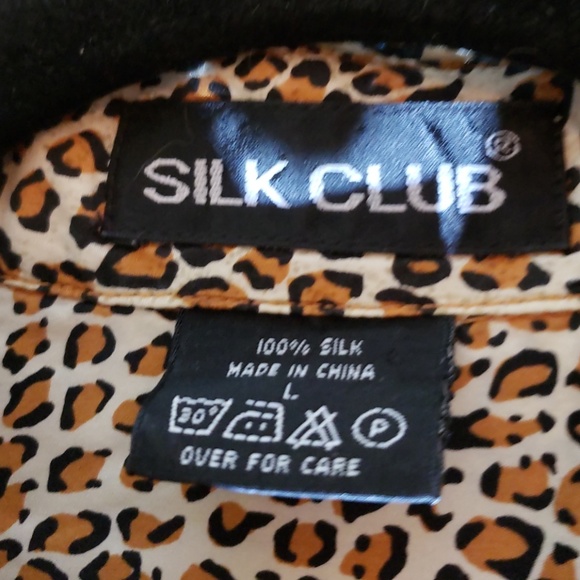 SILK CLUB®
100% SILK
MADE IN CHINA
L
30° P
OVER FOR CARE